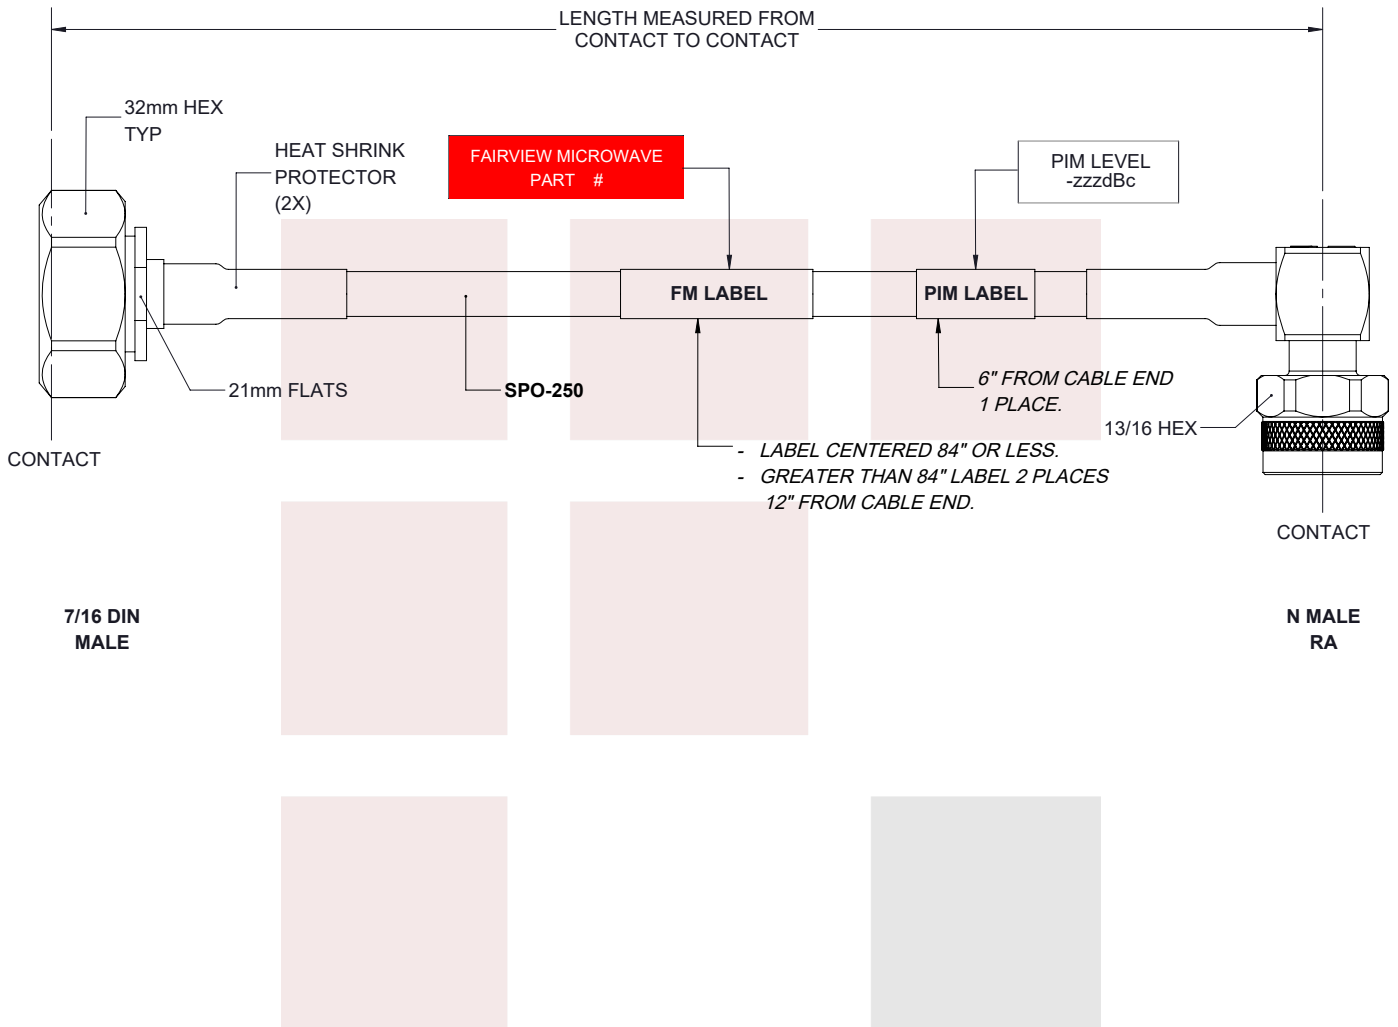 LENGTH MEASURED FROM
CONTACT TO CONTACT
32mm HEX
TYP
HEAT SHRINK
PROTECTOR
(2X)
FAIRVIEW MICROWAVE
PART #
PIM LEVEL
-zzzdBc
FM LABEL
PIM LABEL
21mm FLATS
SPO-250
6" FROM CABLE END
1 PLACE.
13/16 HEX
CONTACT
- LABEL CENTERED 84" OR LESS.
- GREATER THAN 84" LABEL 2 PLACES
12" FROM CABLE END.
CONTACT
7/16 DIN
MALE
N MALE
RA